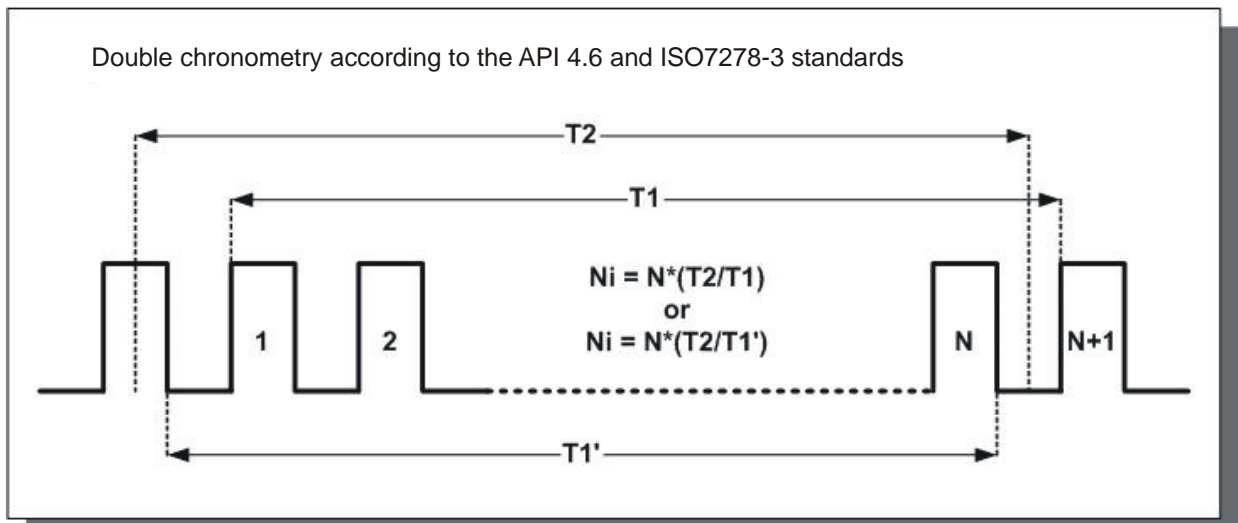 Double chronometry according to the API 4.6 and ISO7278-3 standards
T2
T1
Ni = N*(T2/T1)
or
Ni = N*(T2/T1')
1
2
N
N+1
T1'